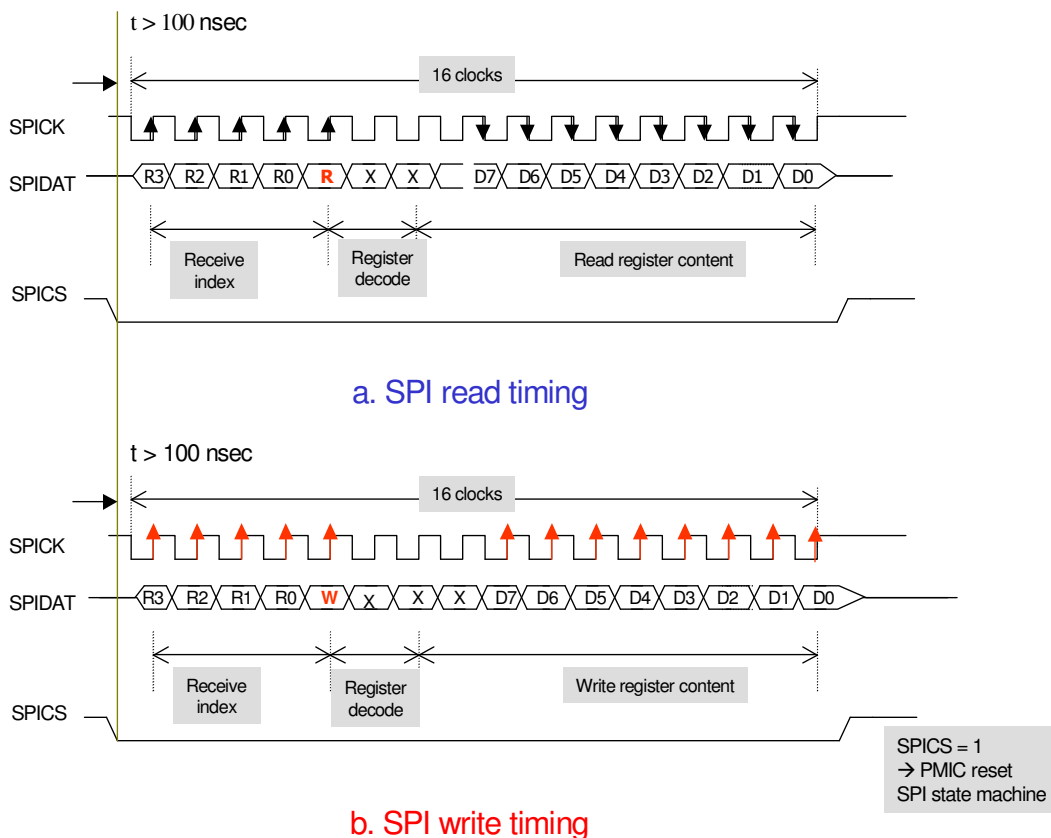 t > 100 nsec
16 clocks
SPICK
SPIDAT R3 R2 R1 R0 R X X D7 D6 D5 D4 D3 D2 D1 D0
Receive
index
Register
decode
Read register content
SPICS
a. SPI read timing
t > 100 nsec
16 clocks
SPICK
SPIDAT R3 R2 R1 R0 W X X X D7 D6 D5 D4 D3 D2 D1 D0
Receive
index
Register
decode
Write register content
SPICS
SPICS = 1
→ PMIC reset
SPI state machine
b. SPI write timing